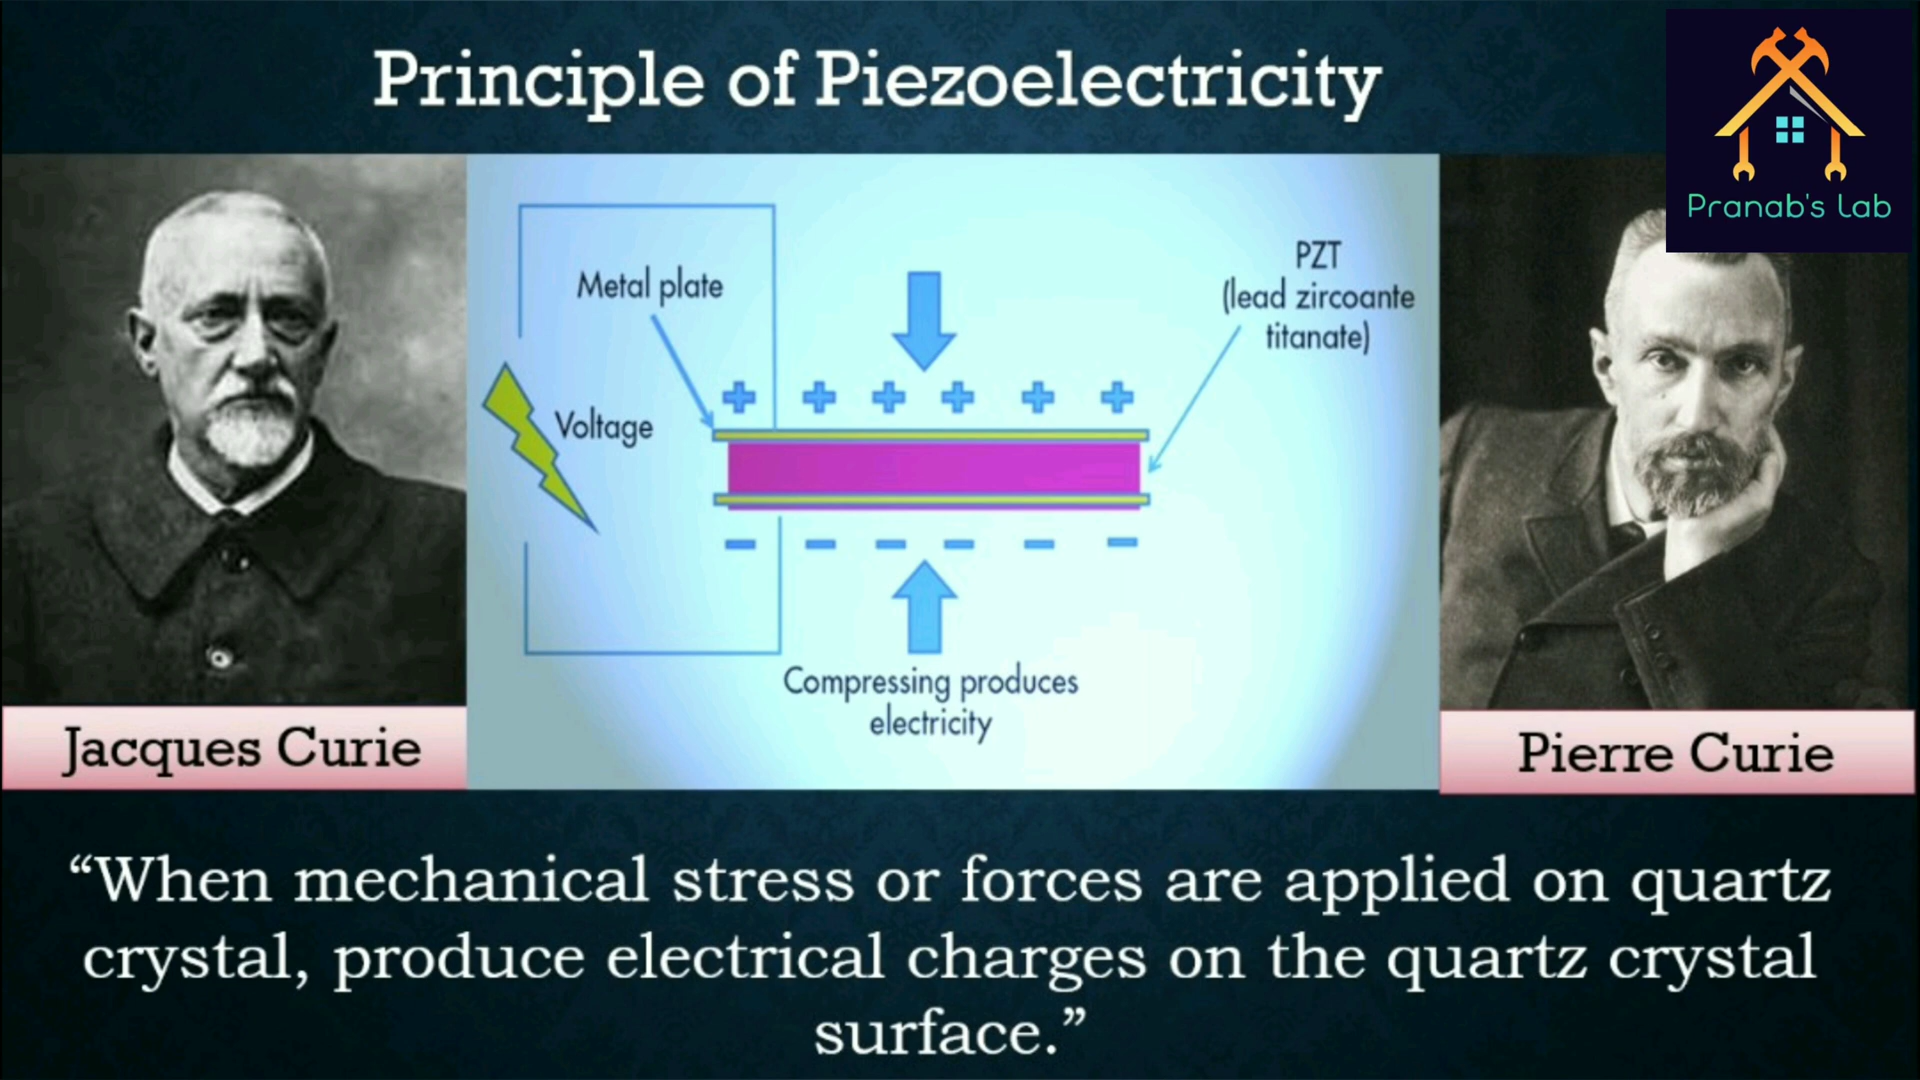 Principle of Piezoelectricity
Pranab's Lab
Metal plate
PZT
(lead zircoante
titanate)
Voltage
Compressing produces
electricity
Jacques Curie
Pierre Curie
“When mechanical stress or forces are applied on quartz
crystal, produce electrical charges on the quartz crystal
surface.”